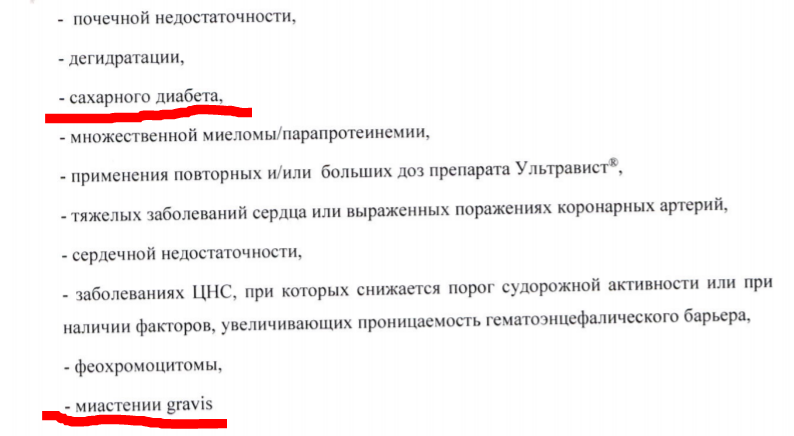 - почечной недостаточности,
- дегидратации,
- сахарного диабета,
- множественной миеломы/парапротеинемии,
- применения повторных и/или больших доз препарата Ультравист®,
- тяжелых заболеваний сердца или выраженных поражениях коронарных артерий,
- сердечной недостаточности,
- заболеваниях ЦНС, при которых снижается порог судорожной активности или при
наличии факторов, увеличивающих проницаемость гематоэнцефалического барьера,
- феохромоцитомы,
- миастении gravis